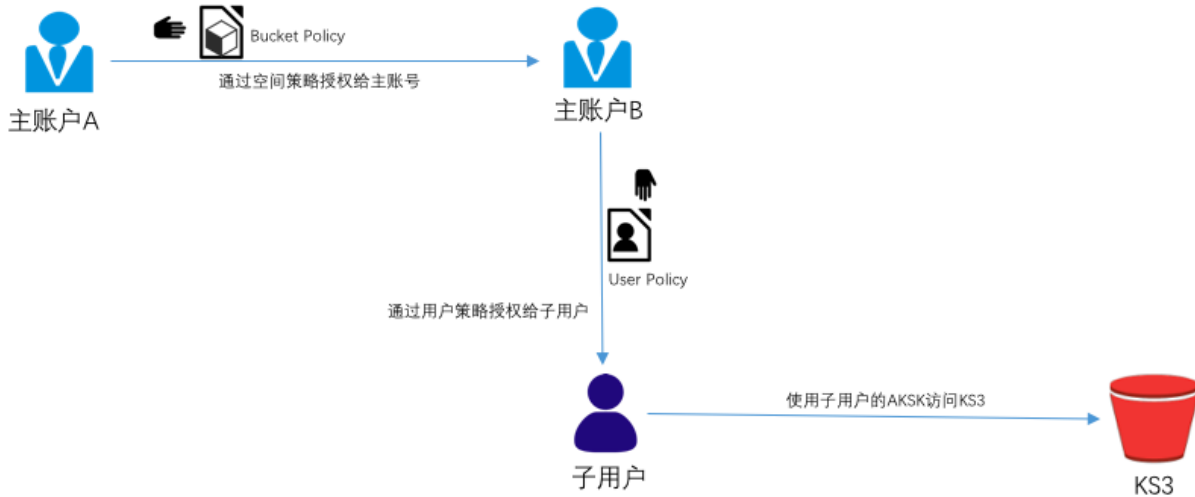 Bucket Policy
通过空间策略授权给主账号
主账户A
主账户B
User Policy
通过用户策略授权给子用户
使用子用户的AKSK访问KS3
子用户
KS3